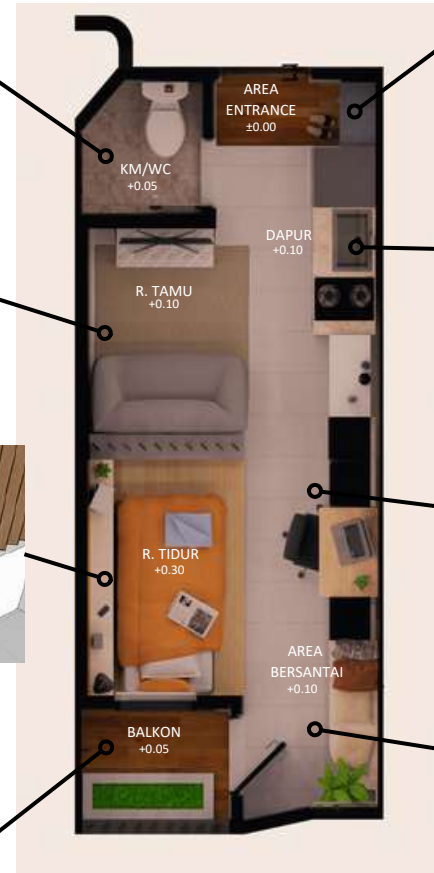 AREA
ENTRANCE
±0.00
KM/WC
+0.05
DAPUR
+0.10
R. TAMU
+0.10
R. TIDUR
+0.30
AREA
BERSANTAI
+0.10
BALKON
+0.05